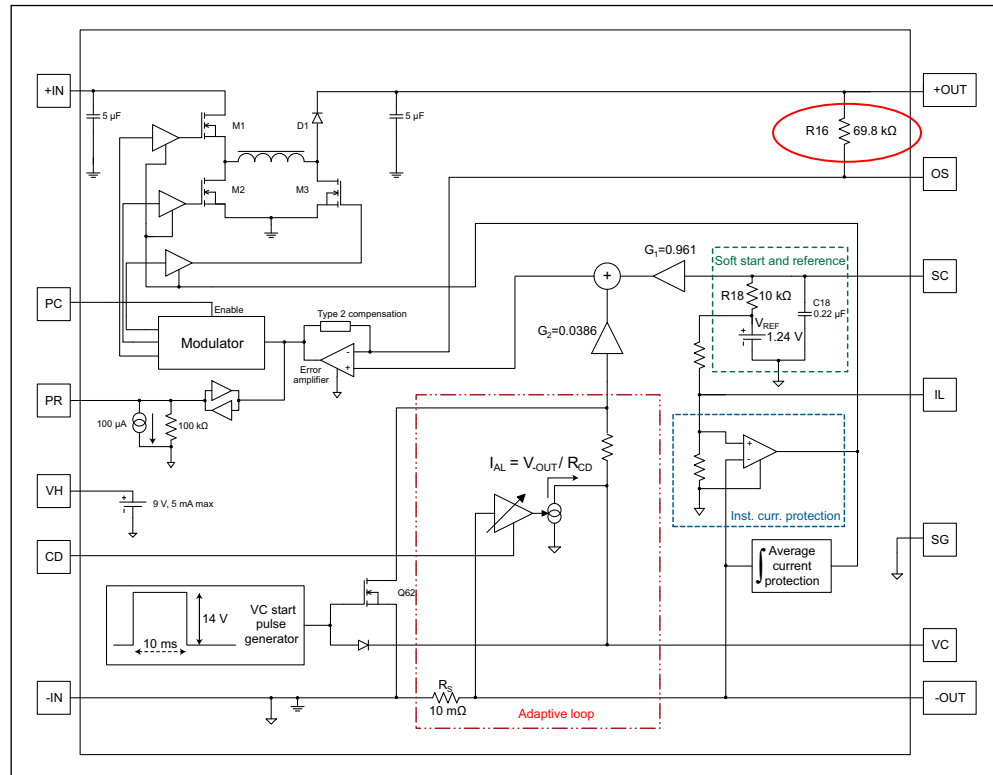 +IN
5 µF
M1
D1
5 µF
+OUT
R16
69.8 kΩ
M2
M3
OS
G1=0.961
Soft start and reference
SC
PC
Enable
Type 2 compensation
R18
10 kΩ
C18
0.22 µF
+
VREF
1.24 V
G2=0.0386
Modulator
-
+
Error
amplifier
PR
100 µA
100 kΩ
IL
IAL = V-OUT / RCD
+
-
VH
9 V, 5 mA max
Inst. curr. protection
CD
SG
∫
Average
current
protection
Q62
14 V
VC start
pulse
generator
10 ms
VC
-IN
RS
10 mΩ
-OUT
Adaptive loop